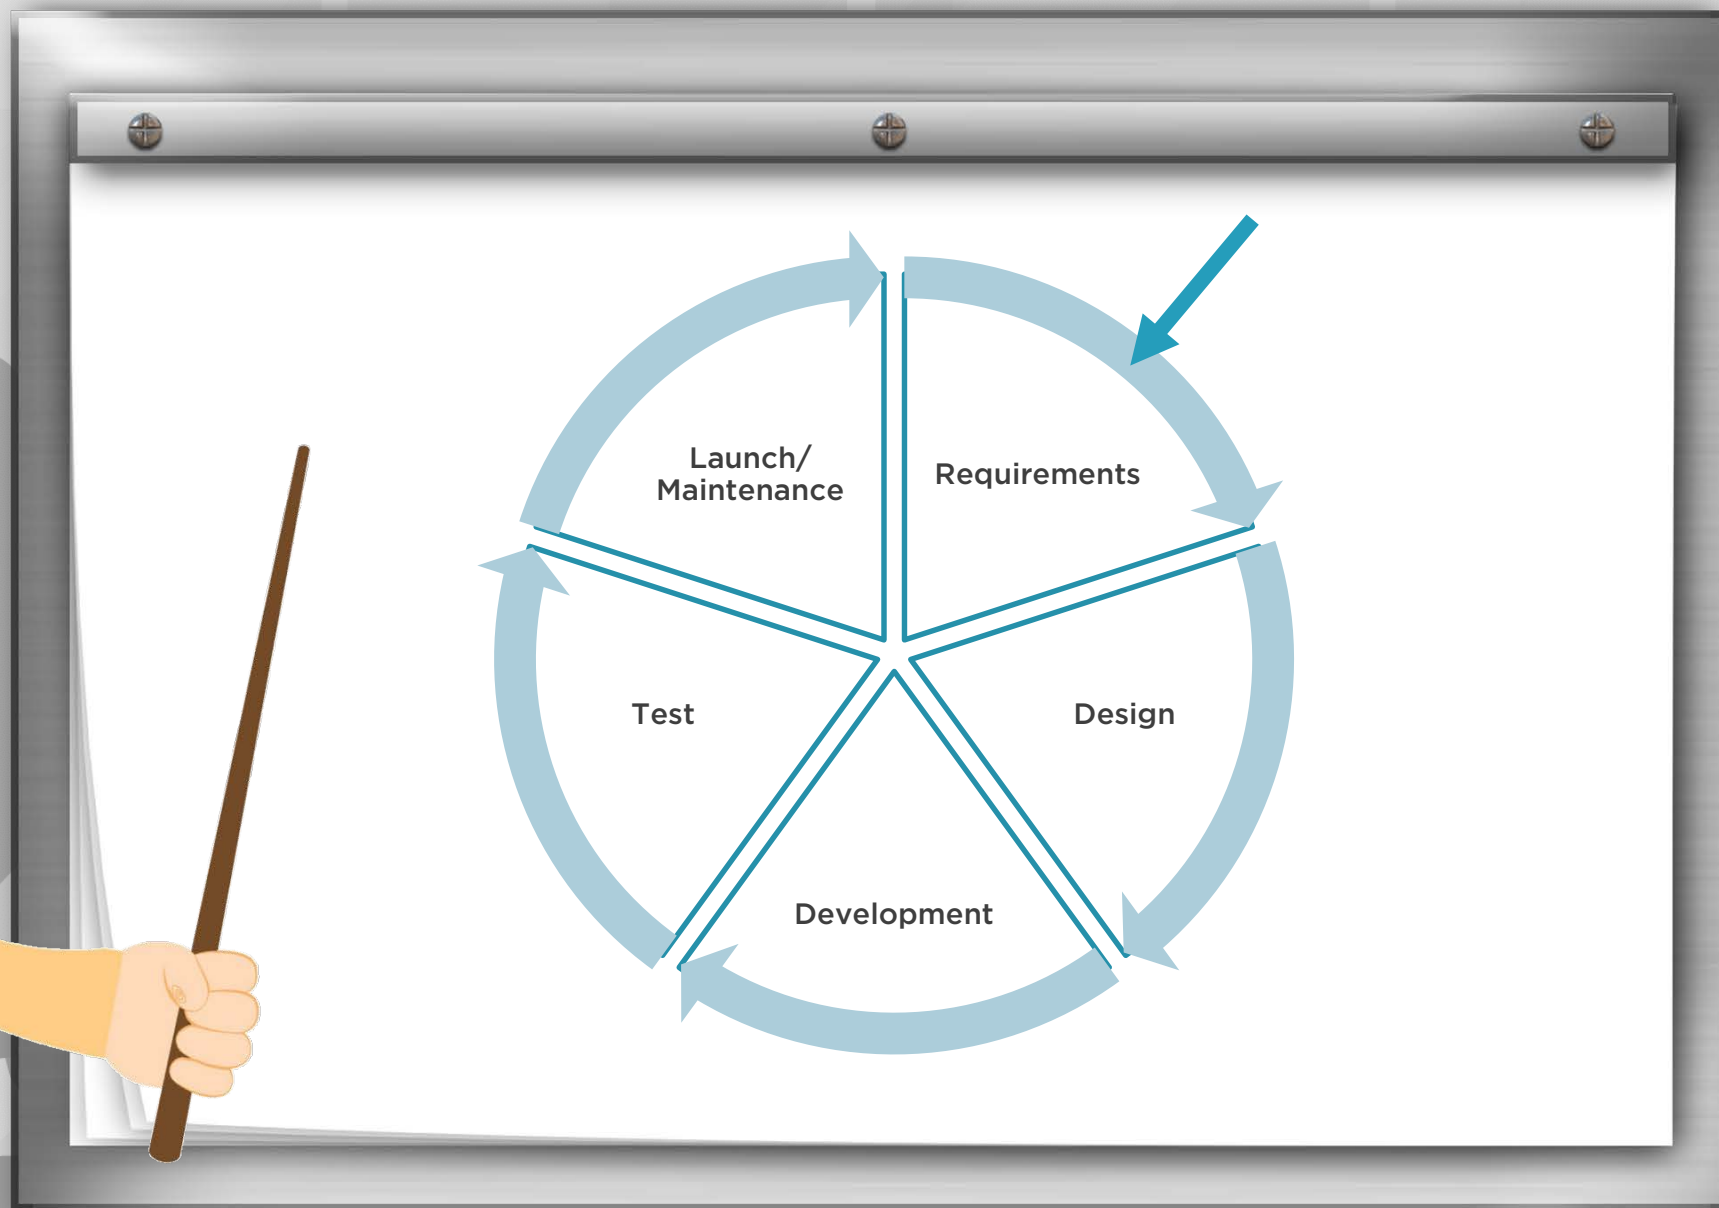 Launch/
Maintenance
Requirements
Test
Design
Development